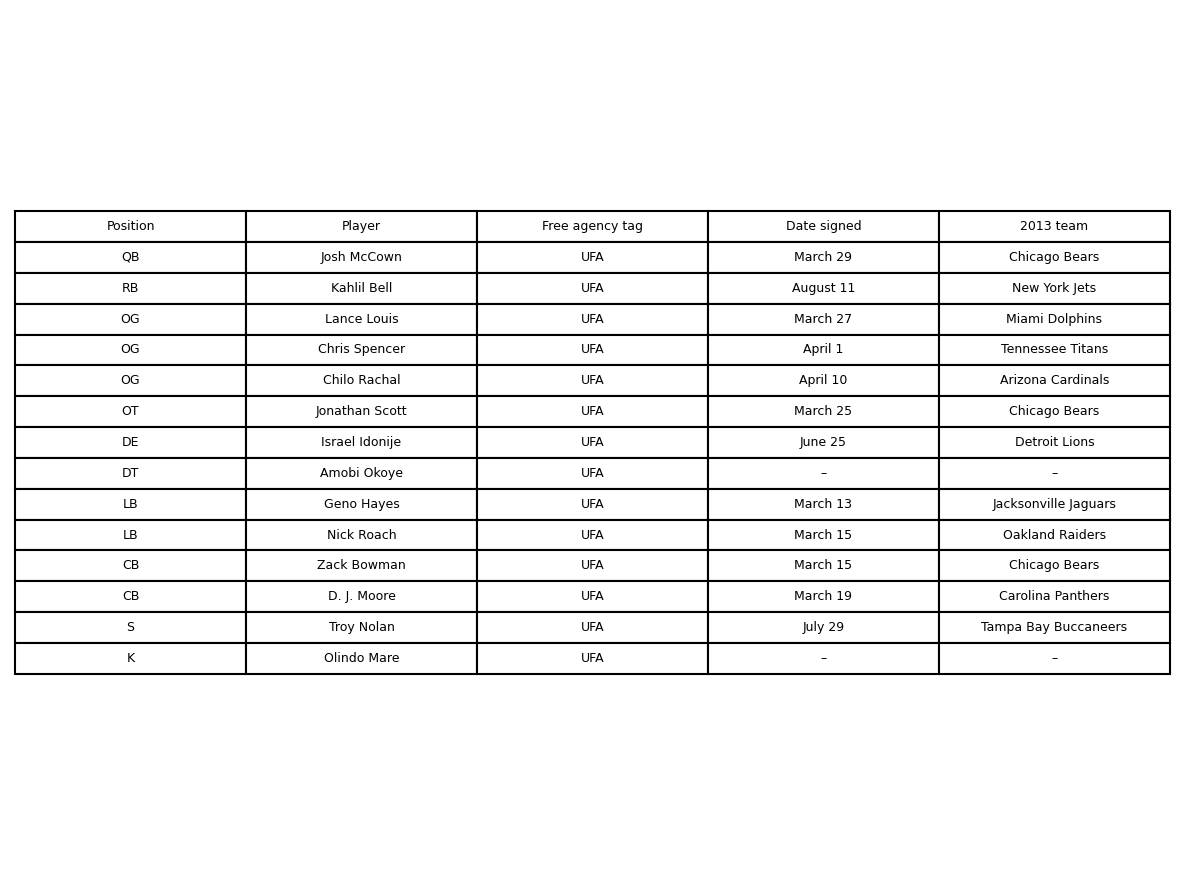 Position Player Free agency tag Date signed 2013 team
QB Josh McCown UFA March 29 Chicago Bears
RB Kahlil Bell UFA August 11 New York Jets
OG Lance Louis UFA March 27 Miami Dolphins
OG Chris Spencer UFA April 1 Tennessee Titans
OG Chilo Rachal UFA April 10 Arizona Cardinals
OT Jonathan Scott UFA March 25 Chicago Bears
DE Israel Idonije UFA June 25 Detroit Lions
DT Amobi Okoye UFA – –
LB Geno Hayes UFA March 13 Jacksonville Jaguars
LB Nick Roach UFA March 15 Oakland Raiders
CB Zack Bowman UFA March 15 Chicago Bears
CB D. J. Moore UFA March 19 Carolina Panthers
S Troy Nolan UFA July 29 Tampa Bay Buccaneers
K Olindo Mare UFA – –